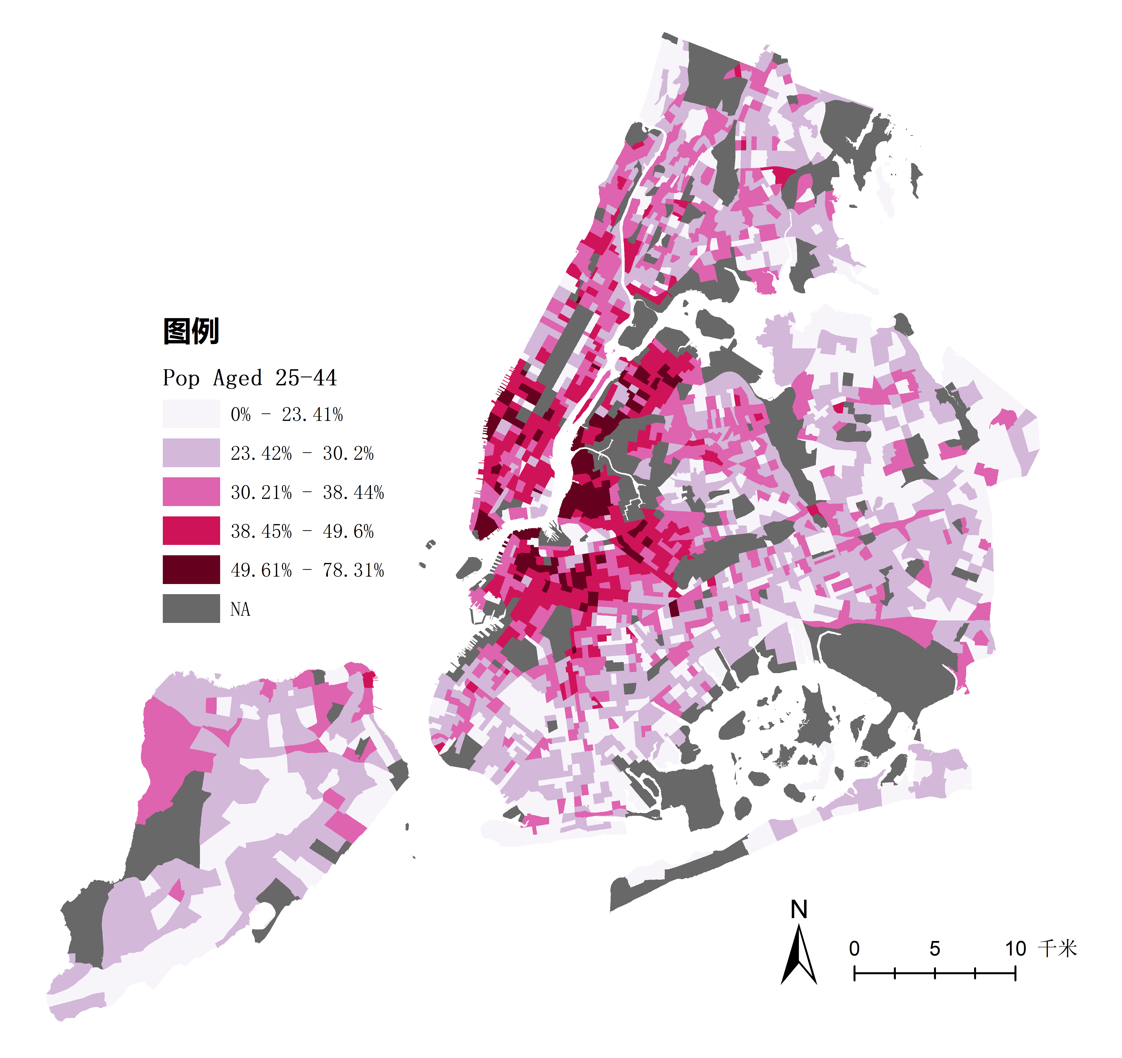 图例
Pop Aged 25-44
0% - 23.41%
23.42% - 30.2%
30.21% - 38.44%
38.45% - 49.6%
49.61% - 78.31%
NA
N
0 5 10 千米